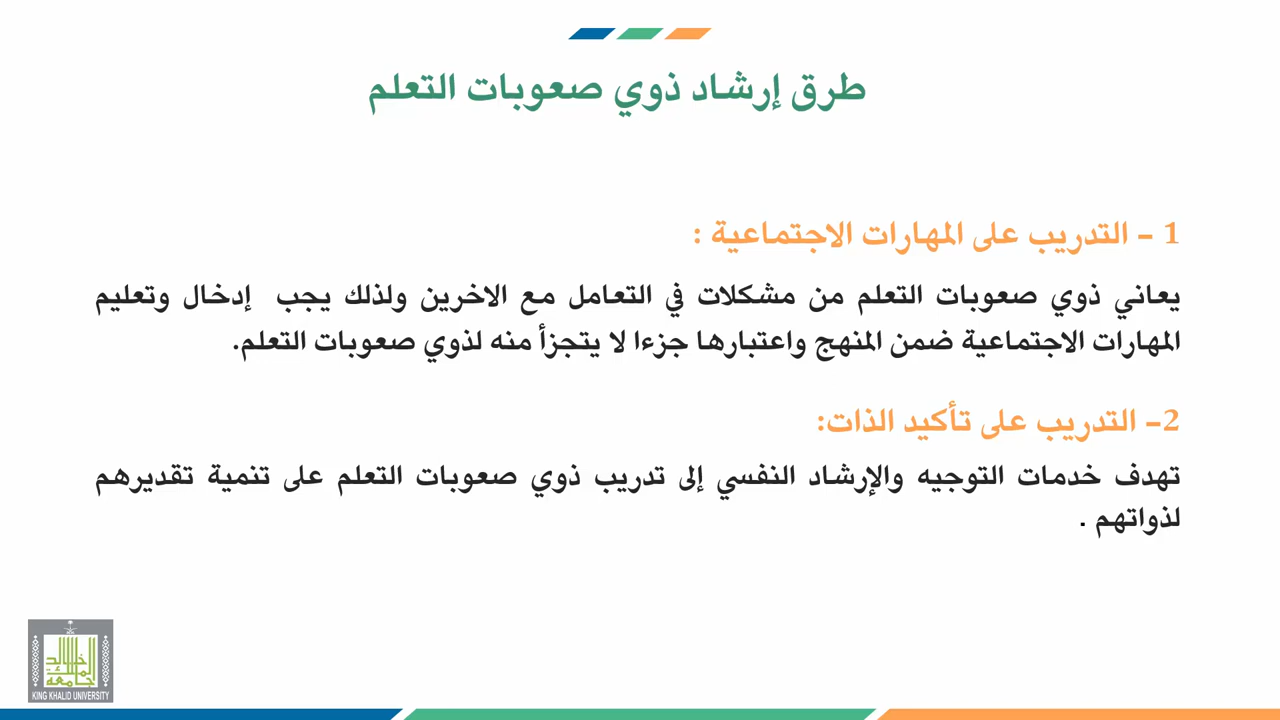 طرق إرشاد ذوي صعوبات التعلم
1 - التدريب على المهارات الاجتماعية :
يعاني ذوي صعوبات التعلم من مشكلات في التعامل مع الاخرين ولذلك يجب إدخال وتعليم
المهارات الاجتماعية ضمن المنهج واعتبارها جزءا لا يتجزأ منه لذوي صعوبات التعلم.
2- التدريب على تأكيد الذات:
تهدف خدمات التوجيه والإرشاد النفسي إلى تدريب ذوي صعوبات التعلم على تنمية تقديرهم
لذواتهم .
جامعة الملك خالد
KING KHALID UNIVERSITY